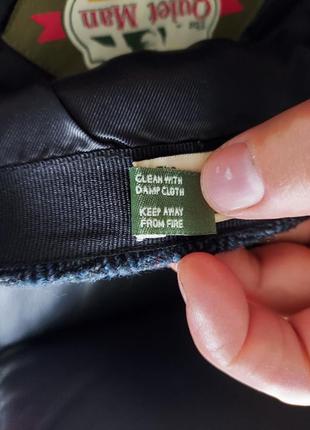 The
Quiet Man
CLEAN WITH
DAMP CLOTH
KEEP AWAY
FROM FIRE